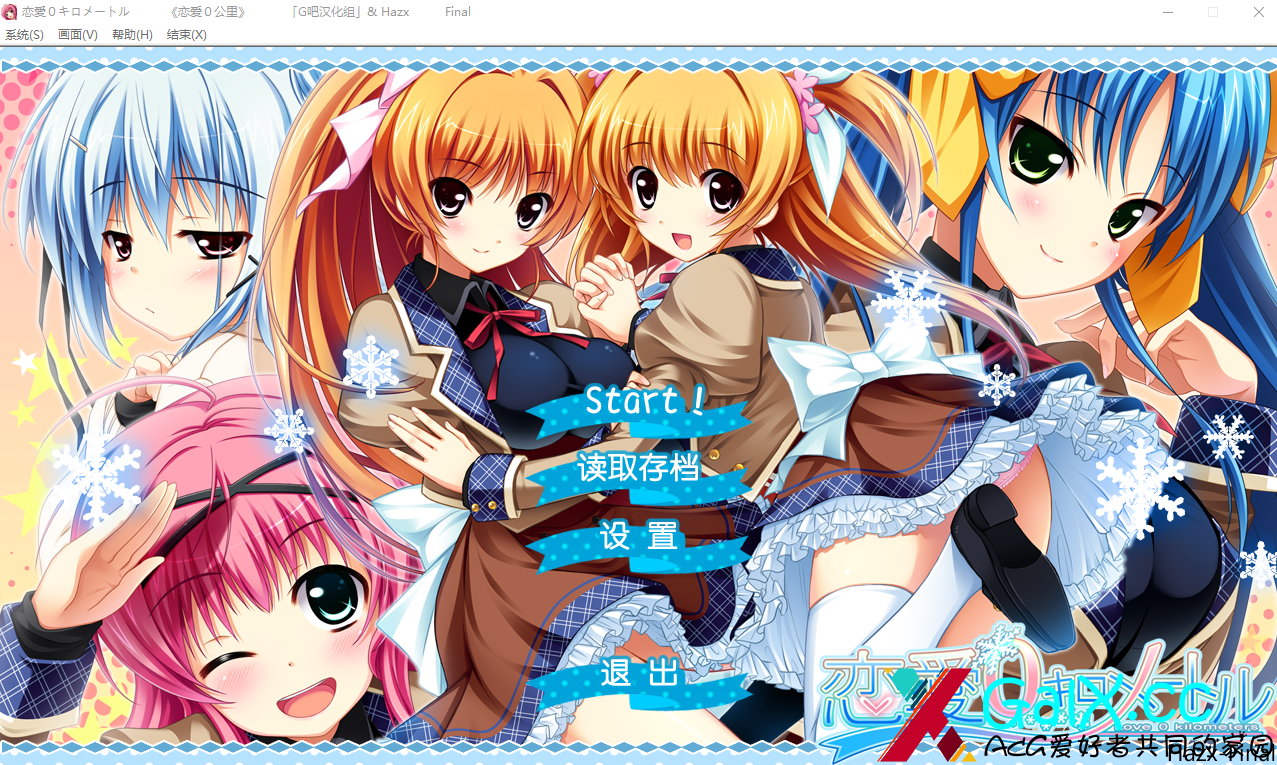 恋愛０キロメートル 《恋爱０公里》 「G吧汉化组」& Hazx Final
系统(S) 画面(V) 帮助(H) 结束(X)
Start!
读取存档
设 置
退 出
恋愛0キロメートル
Love 0 kilometers
GalX.cc
ACG爱好者共同的家园
Hazx Final